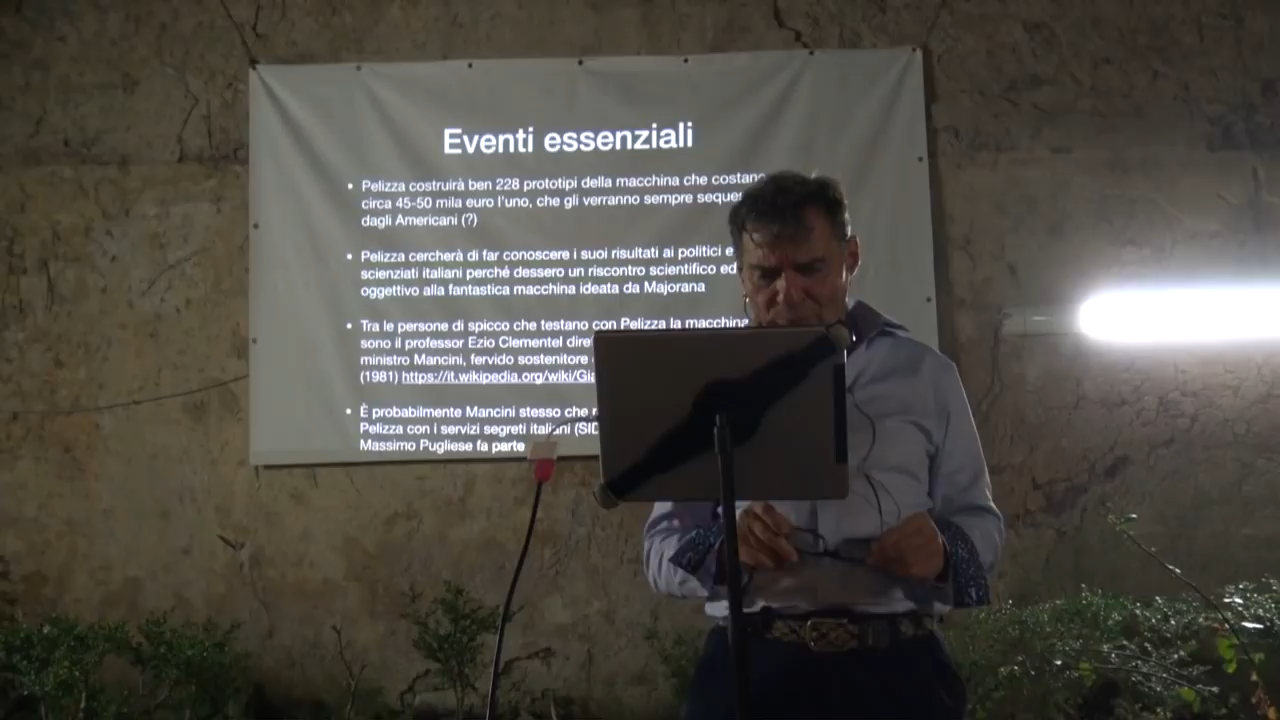 Eventi essenziali
• Pelizza costruirà ben 228 prototipi della macchina che costano
circa 45-50 mila euro l'uno, che gli verranno sempre
dagli Americani (?)
• Pelizza cercherà di far conoscere i suoi risultati ai politici e
scienziati italiani perché dessero un riscontro scientifico ed
oggettivo alla fantastica macchina ideata da Majorana
• Tra le persone di spicco che testano con Pelizza la macchina
sono il professor Ezio Clementel
ministro Mancini, fervido sostenitore
(1981) https://it.wikipedia.org/wiki/Gia
• È probabilmente Mancini stesso che
Pelizza con i servizi segreti italiani
Massimo Pugliese fa parte